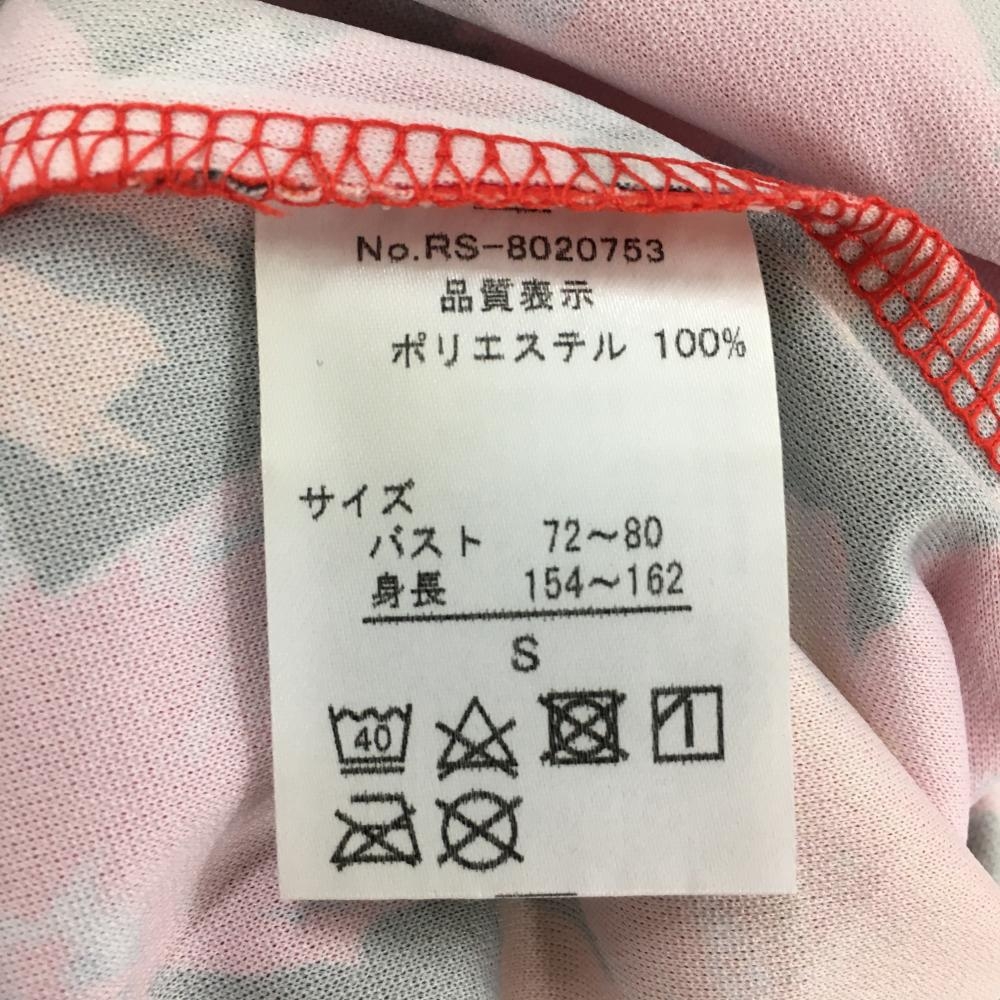 No.RS-8020753
品質表示
ポリエステル 100%
サイズ
バスト 72～80
身長 154～162
S
40